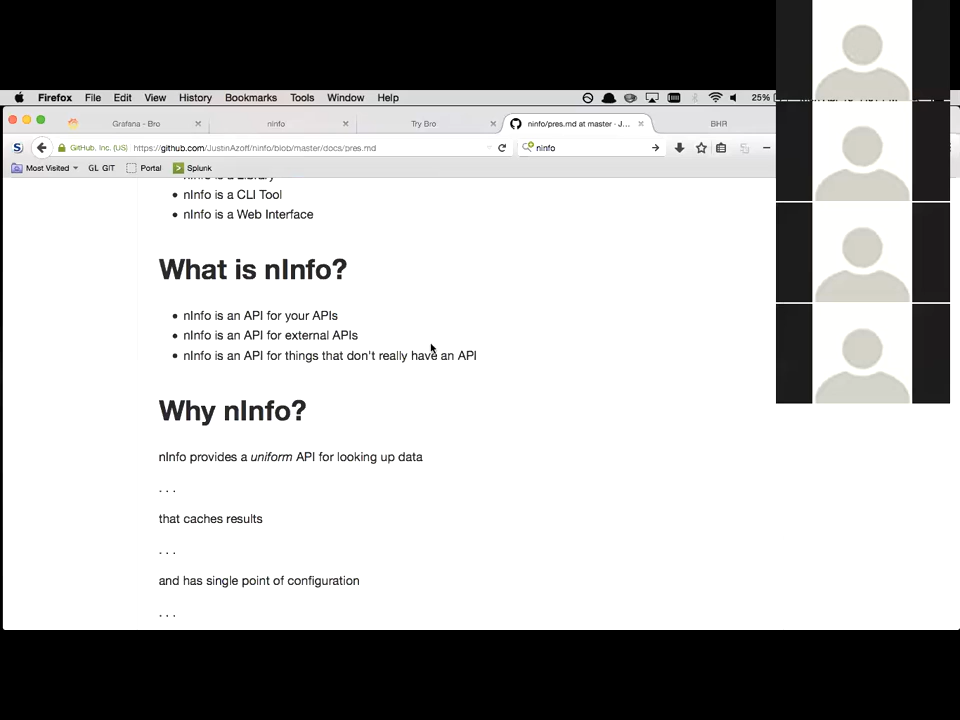 Firefox File Edit View History Bookmarks Tools Window Help 25%
Grafana - Bro ninfo Try Bro ninfo/pres.md at master · J... BHR
GitHub, Inc. (US) https://github.com/JustinAzoff/ninfo/blob/master/docs/pres.md ninfo
Most Visited GL GIT Portal Splunk
• nInfo is a CLI Tool
• nInfo is a Web Interface
What is nInfo?
• nInfo is an API for your APIs
• nInfo is an API for external APIs
• nInfo is an API for things that don't really have an API
Why nInfo?
nInfo provides a uniform API for looking up data
. . .
that caches results
. . .
and has single point of configuration
. . .